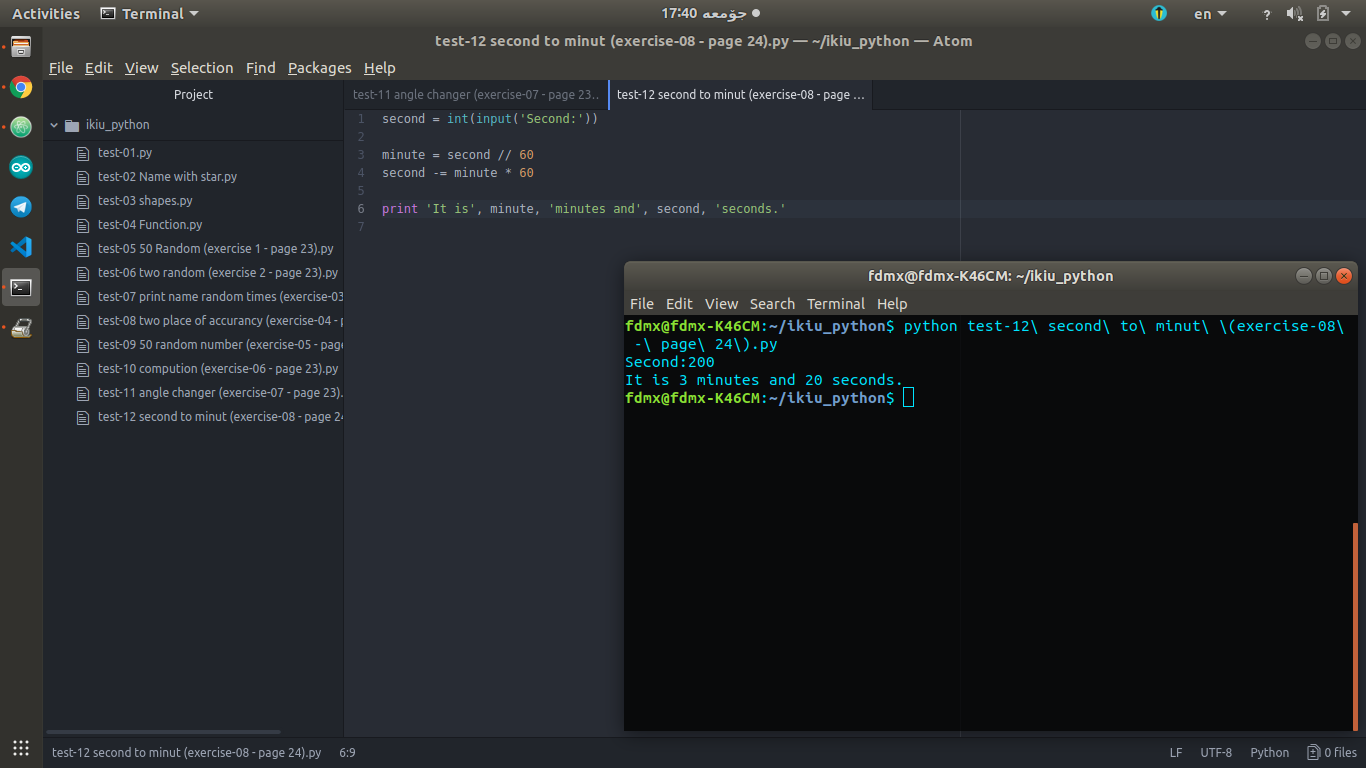 Activities
Terminal
17:40 جۆمعه
en
?
test-12 second to minut (exercise-08 - page 24).py — ~/ikiu_python — Atom
File Edit View Selection Find Packages Help
Project
ikiu_python
test-01.py
test-02 Name with star.py
test-03 shapes.py
test-04 Function.py
test-05 50 Random (exercise 1 - page 23).py
test-06 two random (exercise 2 - page 23).py
test-07 print name random times (exercise-03
test-08 two place of accurancy (exercise-04 - p
test-09 50 random number (exercise-05 - page
test-10 compution (exercise-06 - page 23).py
test-11 angle changer (exercise-07 - page 23).
test-12 second to minut (exercise-08 - page 24
test-11 angle changer (exercise-07 - page 23…
test-12 second to minut (exercise-08 - page …
1 second = int(input('Second:'))
2
3 minute = second // 60
4 second -= minute * 60
5
6 print 'It is', minute, 'minutes and', second, 'seconds.'
7
fdmx@fdmx-K46CM: ~/ikiu_python
File Edit View Search Terminal Help
fdmx@fdmx-K46CM:~/ikiu_python$ python test-12\ second\ to\ minut\ \(exercise-08\
 -\ page\ 24\).py
Second:200
It is 3 minutes and 20 seconds.
fdmx@fdmx-K46CM:~/ikiu_python$
test-12 second to minut (exercise-08 - page 24).py 6:9
LF UTF-8 Python 0 files